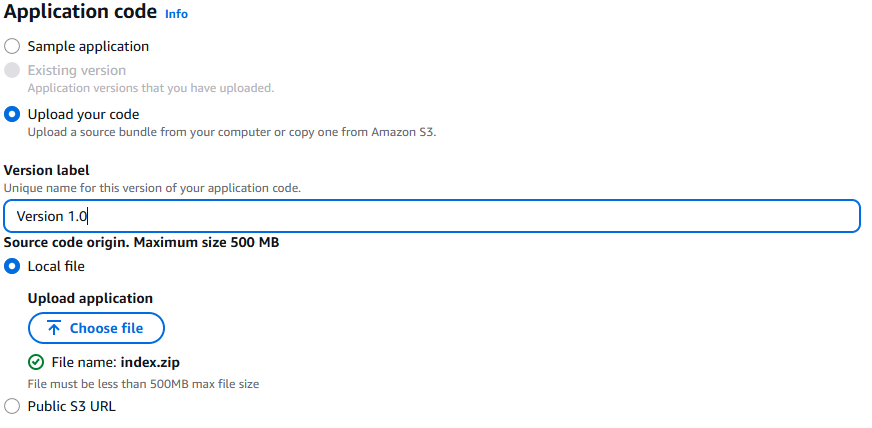 Application code Info
Sample application
Existing version
Application versions that you have uploaded.
Upload your code
Upload a source bundle from your computer or copy one from Amazon S3.
Version label
Unique name for this version of your application code.
Version 1.0
Source code origin. Maximum size 500 MB
Local file
Upload application
Choose file
File name: index.zip
File must be less than 500MB max file size
Public S3 URL